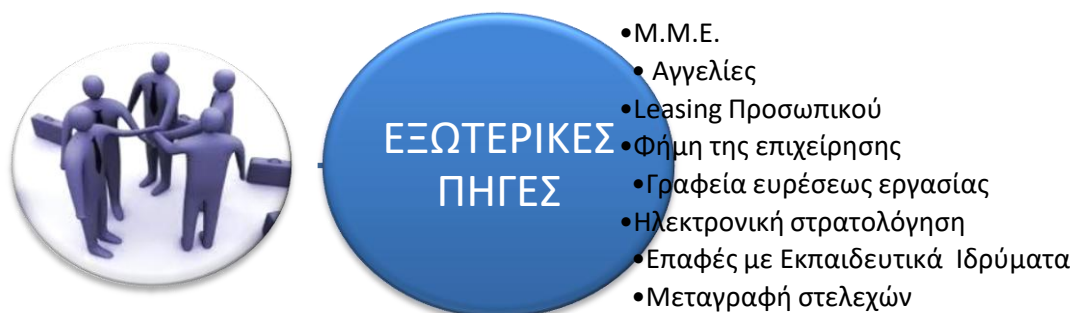 ΕΞΩΤΕΡΙΚΕΣ
ΠΗΓΕΣ
•Μ.Μ.Ε.
• Αγγελίες
•Leasing Προσωπικού
•Φήμη της επιχείρησης
•Γραφεία ευρέσεως εργασίας
•Ηλεκτρονική στρατολόγηση
•Επαφές με Εκπαιδευτικά Ιδρύματα
•Μεταγραφή στελεχών